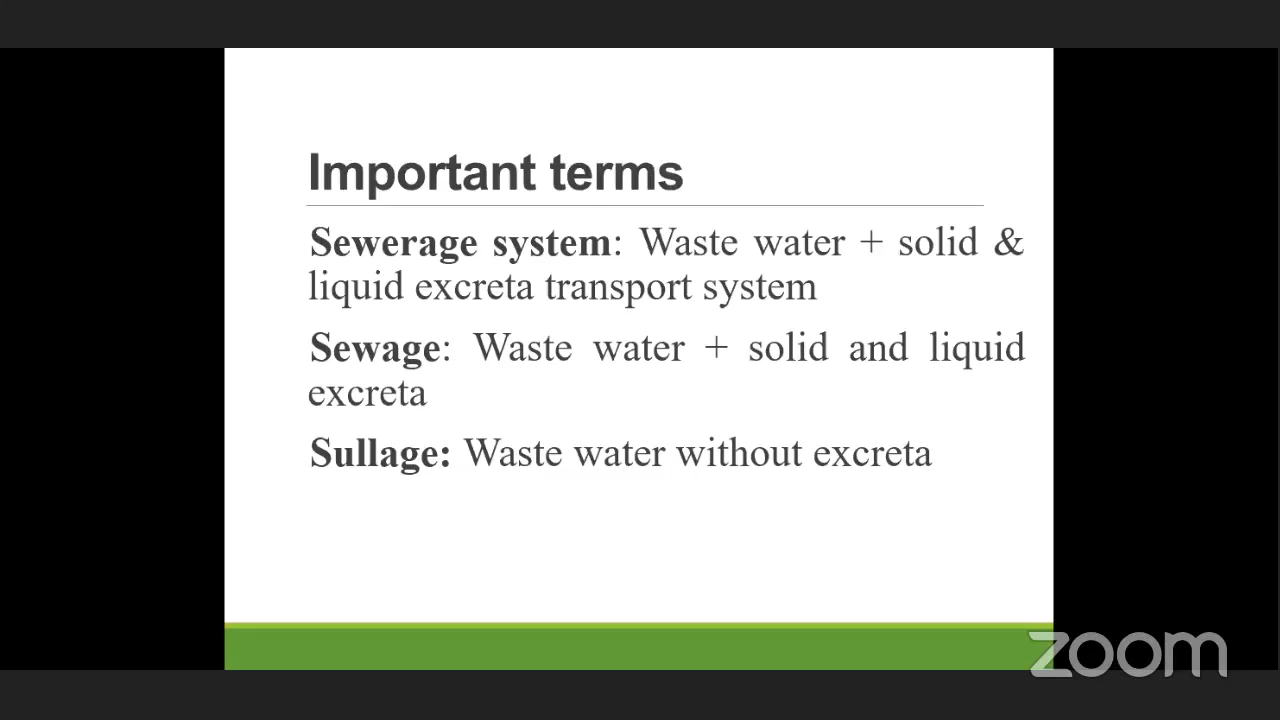 Important terms
Sewerage system: Waste water + solid &
liquid excreta transport system
Sewage: Waste water + solid and liquid
excreta
Sullage: Waste water without excreta
zoom